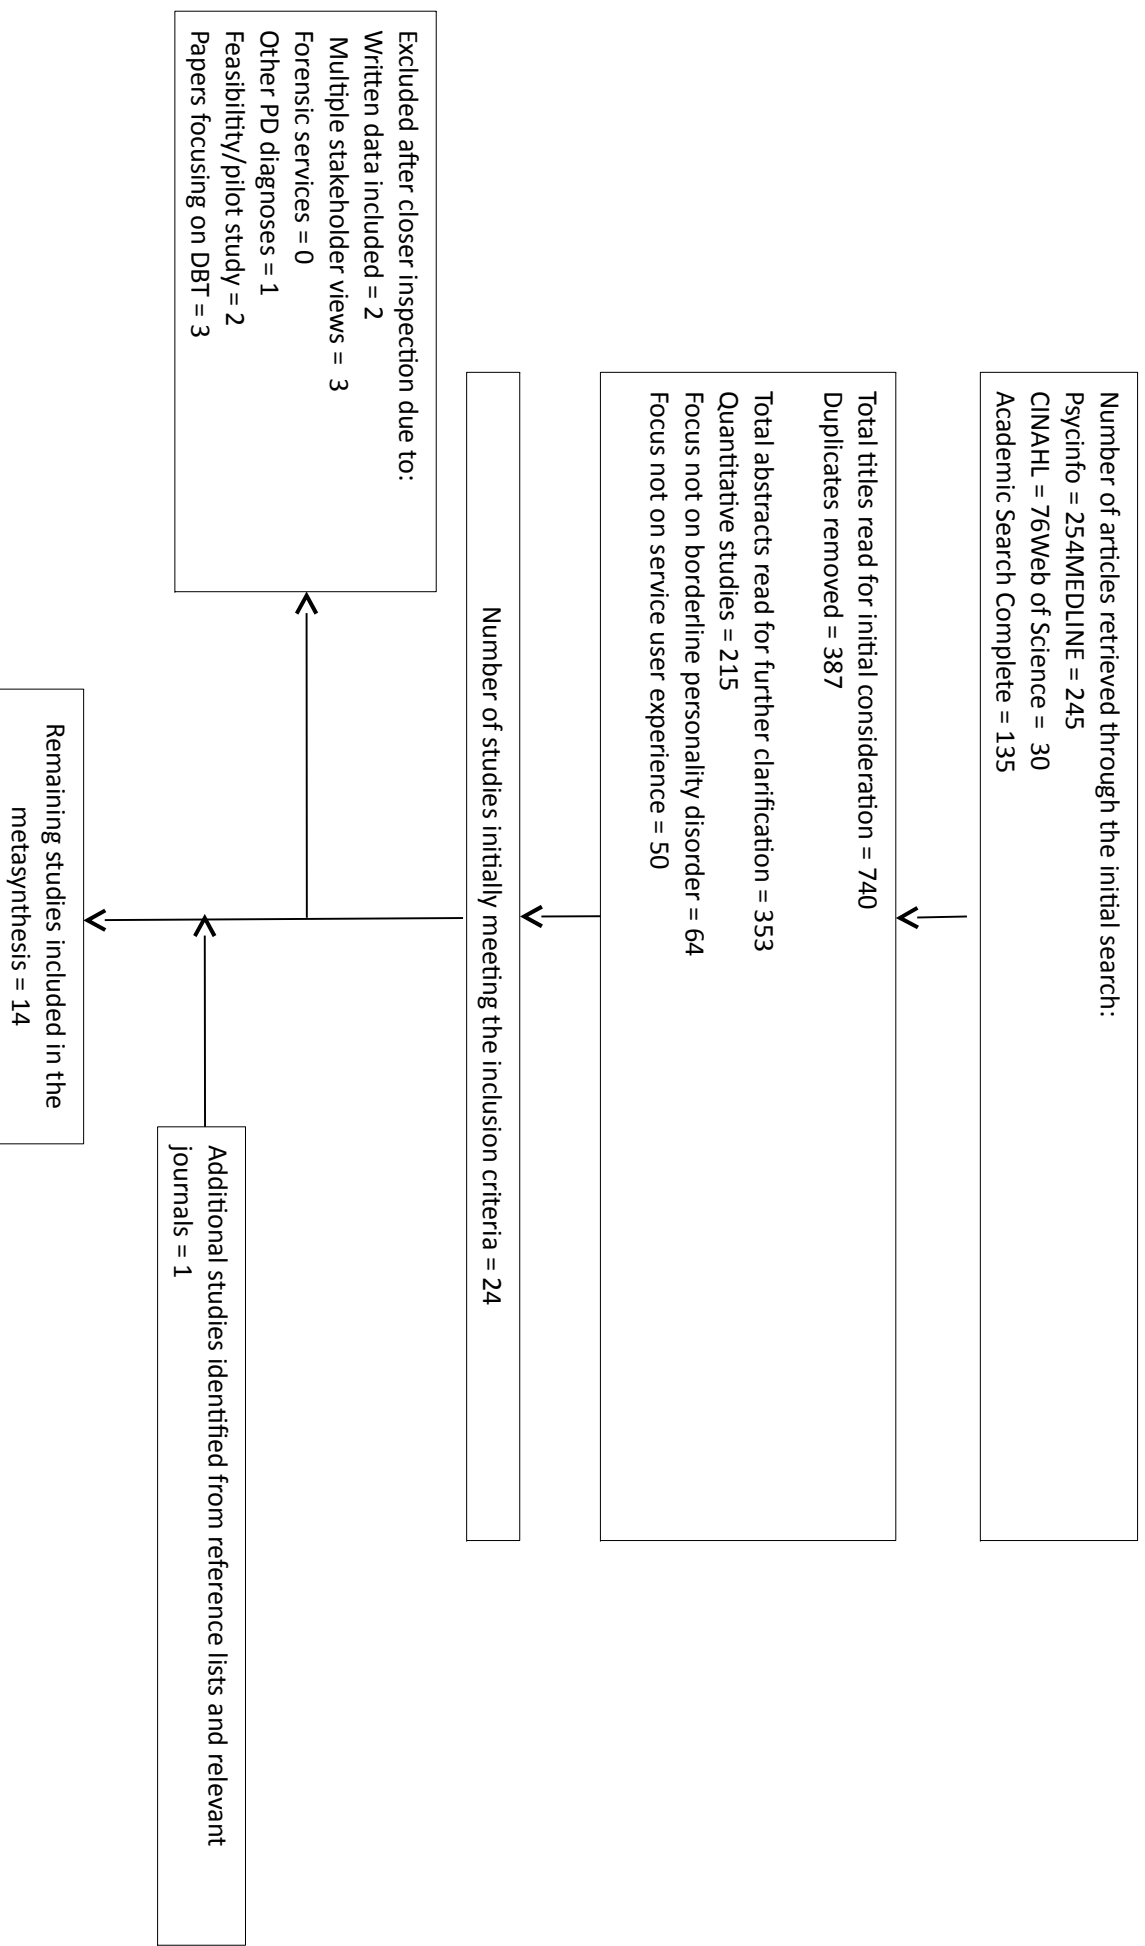 Number of articles retrieved through the initial search:
Psycinfo = 254MEDLINE = 245
CINAHL = 76Web of Science = 30
Academic Search Complete = 135
Total titles read for initial consideration = 740
Duplicates removed = 387
Total abstracts read for further clarification = 353
Quantitative studies = 215
Focus not on borderline personality disorder = 64
Focus not on service user experience = 50
Number of studies initially meeting the inclusion criteria = 24
Excluded after closer inspection due to:
Written data included = 2
Multiple stakeholder views = 3
Forensic services = 0
Other PD diagnoses = 1
Feasibiltity/pilot study = 2
Papers focusing on DBT = 3
Additional studies identified from reference lists and relevant
journals = 1
Remaining studies included in the
metasynthesis = 14